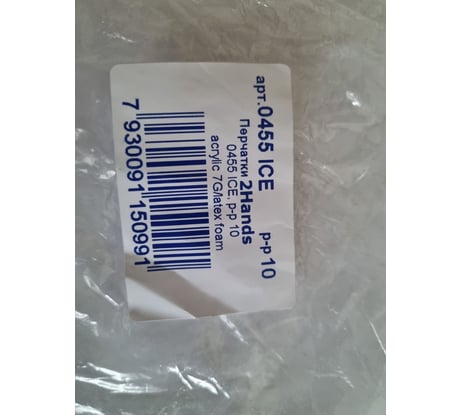 арт.0455 ICE р-р 10
Перчатки 2Hands
0455 ICE, р-р 10
acrylic 7G/latex foam
7 930091 150991